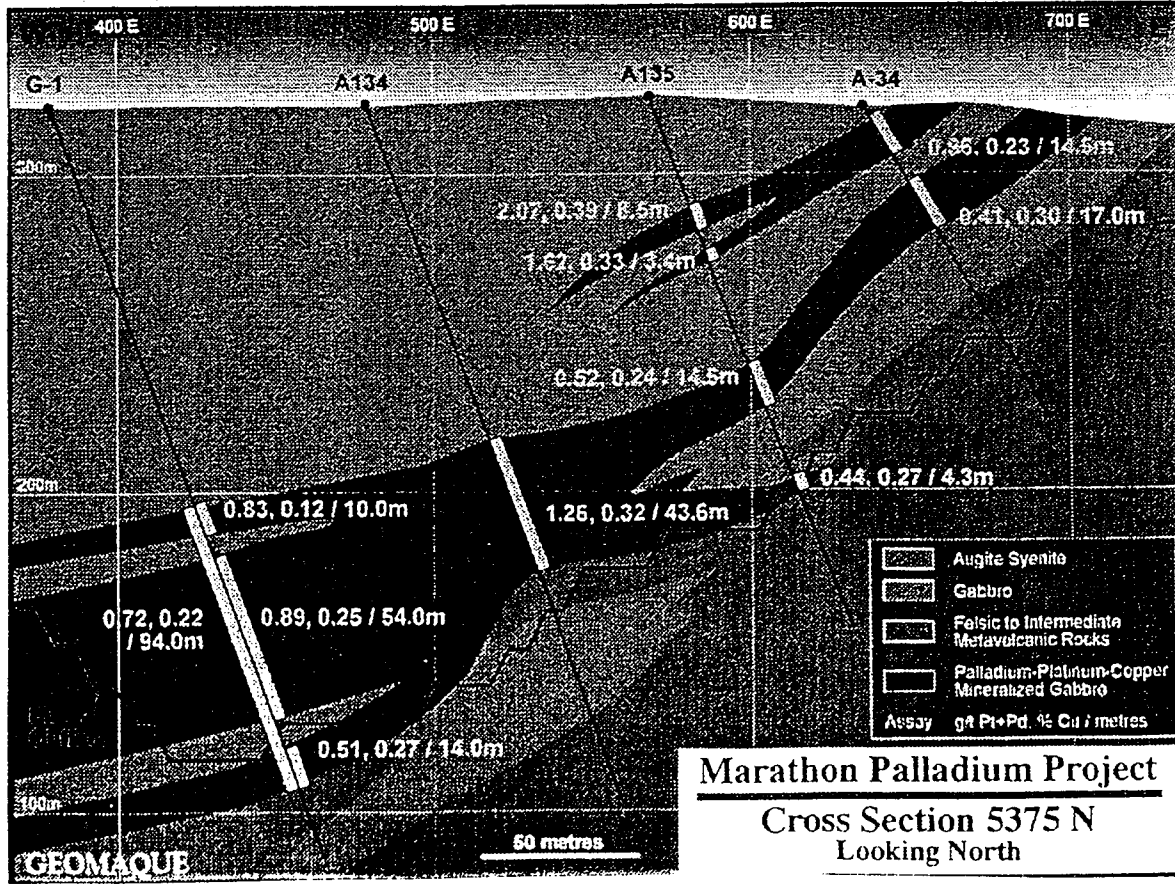 400 E
500 E
600 E
700 E
G-1
A134
A135
A-34
300m
200m
100m
0.23 / 14.5m
0.41, 0.30 / 17.0m
2.07, 0.39 / 8.5m
1.62, 0.33 / 3.4m
0.52, 0.24 / 14.5m
0.44, 0.27 / 4.3m
1.26, 0.32 / 43.6m
0.83, 0.12 / 10.0m
0.72, 0.22
/ 94.0m
0.89, 0.25 / 54.0m
0.51, 0.27 / 14.0m
Augite Syenite
Gabbro
Felsic to Intermediate
Metavolcanic Rocks
Palladium-Platinum-Copper
Mineralized Gabbro
Assay g/t Pt+Pd, % Cu / metres
50 metres
GEOMAQUE
Marathon Palladium Project
Cross Section 5375 N
Looking North